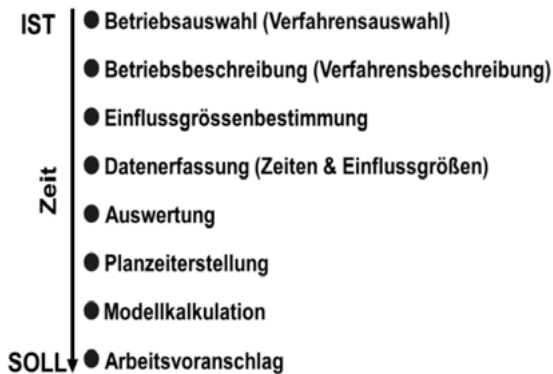 IST
Betriebsauswahl (Verfahrensauswahl)
Betriebsbeschreibung (Verfahrensbeschreibung)
Einflussgrössenbestimmung
Datenerfassung (Zeiten & Einflussgrößen)
Zeit
Auswertung
Planzeiterstellung
Modellkalkulation
SOLL
Arbeitsvoranschlag